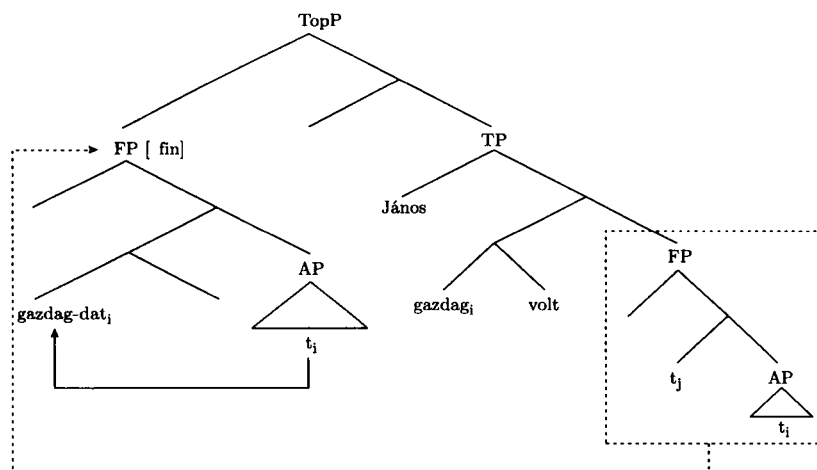 TopP
FP [ fin]
TP
János
AP
FP
gazdag-dat_i
gazdag_i
volt
t_i
t_j
AP
t_i